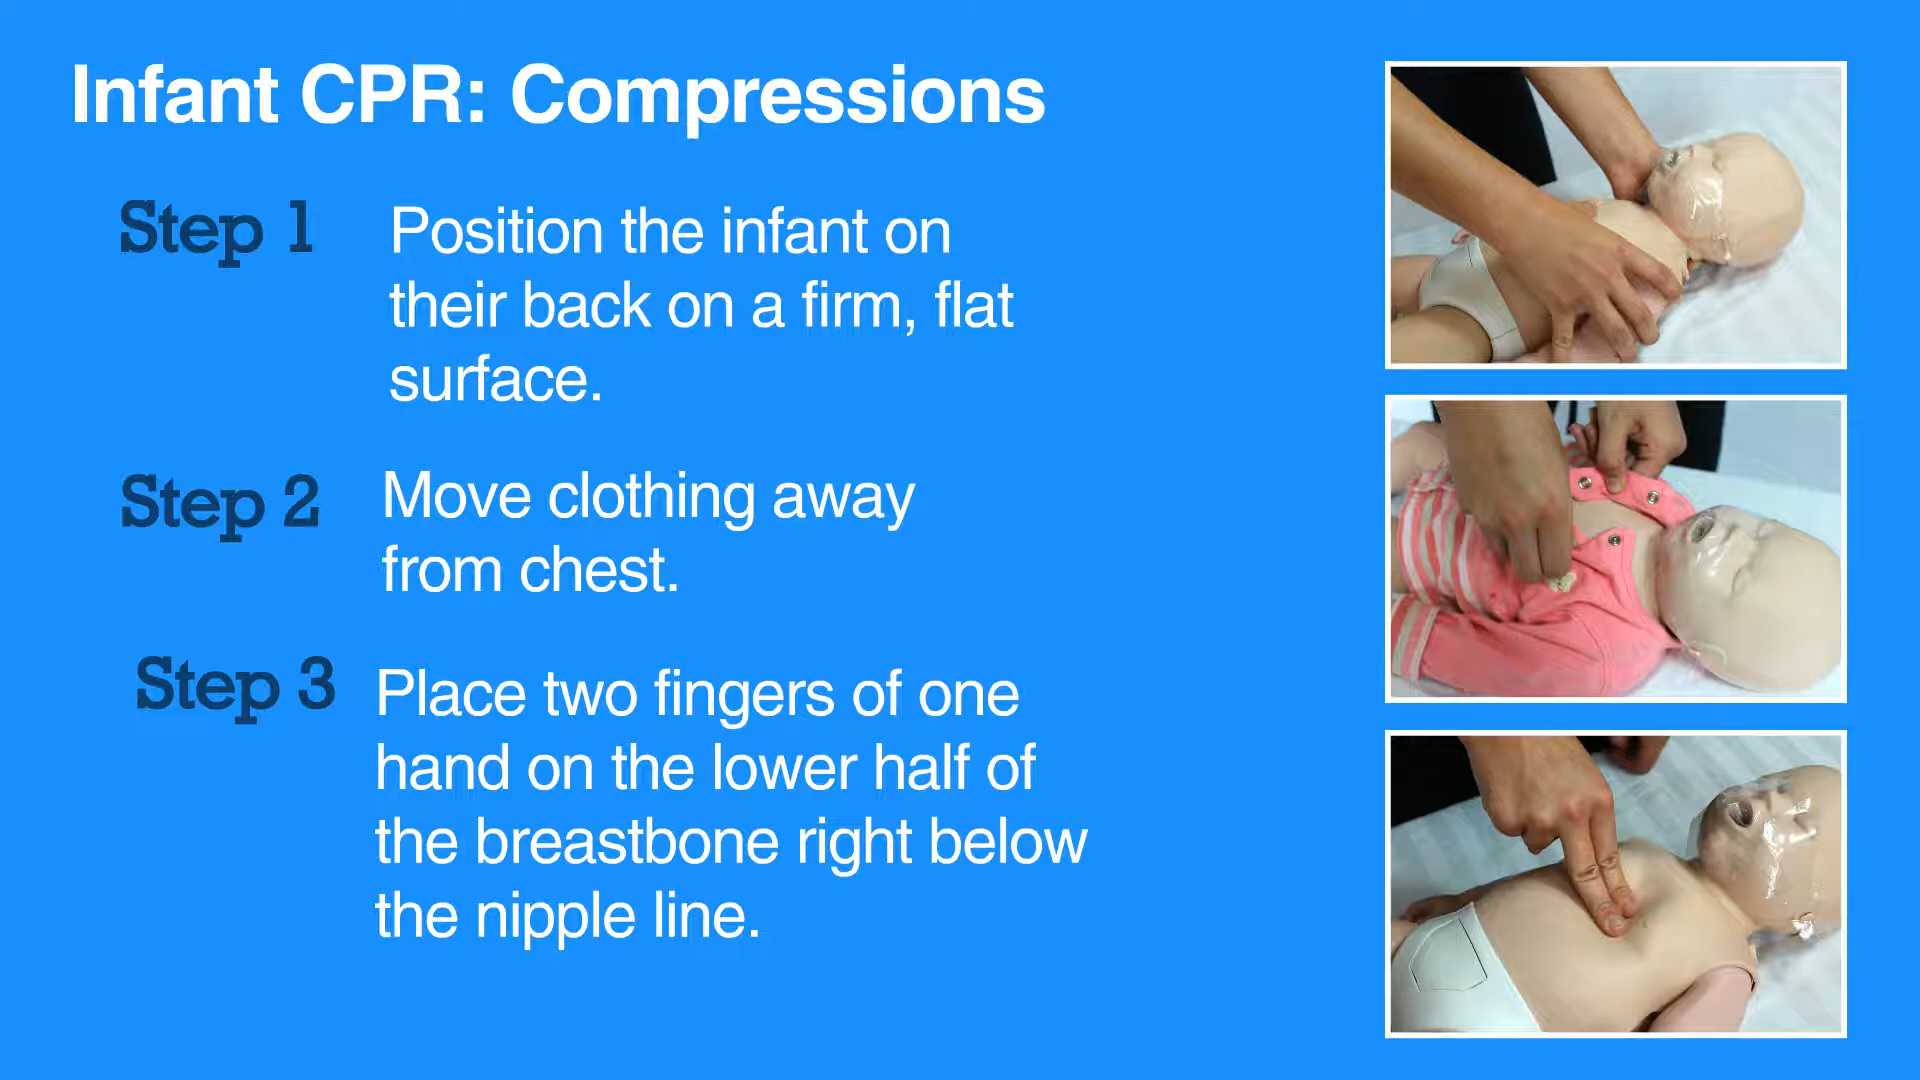 Infant CPR: Compressions
Step 1
Position the infant on
their back on a firm, flat
surface.
Step 2
Move clothing away
from chest.
Step 3
Place two fingers of one
hand on the lower half of
the breastbone right below
the nipple line.